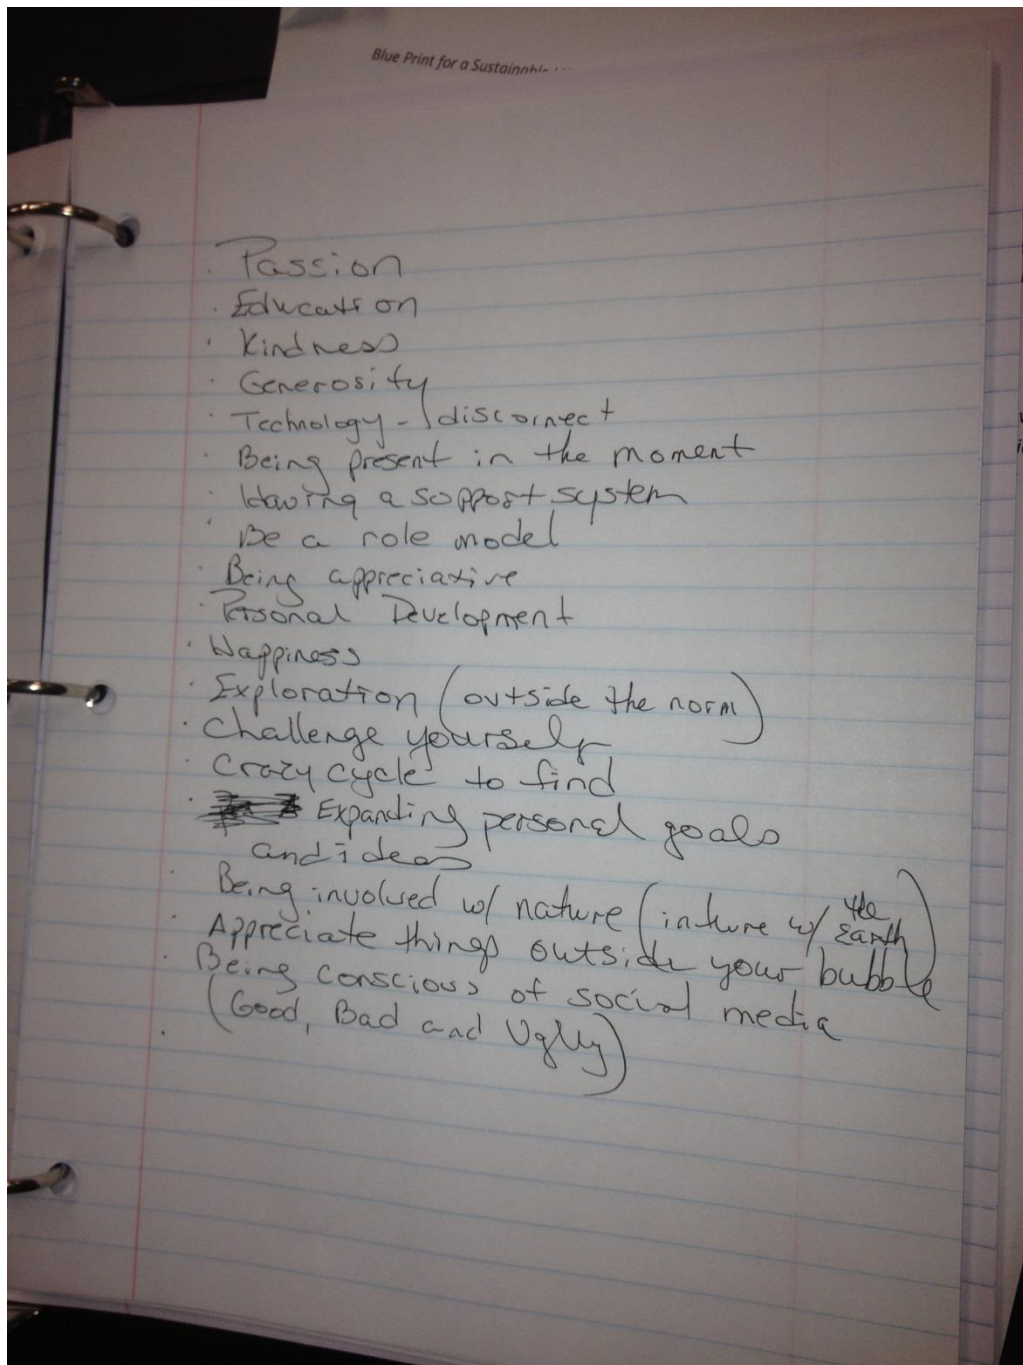 Blue Print for a Sustainable
· Passion
· Education
· Kindness
· Generosity
· Technology - disconnect
· Being present in the moment
· Having a support system
· Be a role model
· Being appreciative
· Personal Development
· Happiness
· Exploration (outside the norm)
· Challenge yourself
· Crazy cycle to find
· Expanding personal goals
and ideas
· Being involved w/ nature (in tune w/ the Earth)
· Appreciate things outside your bubble
· Being conscious of social media
(Good, Bad and Uglly)
·